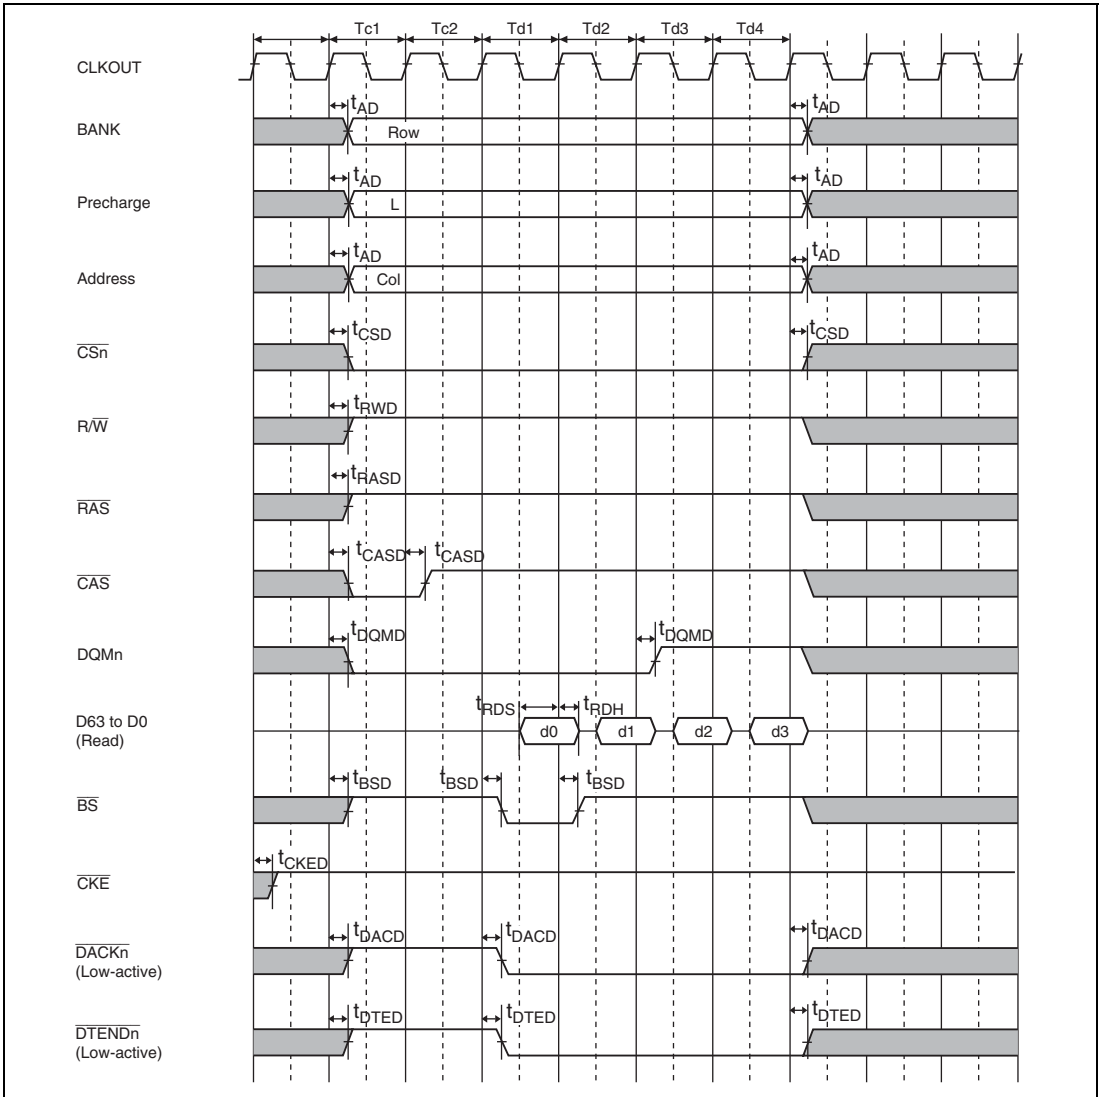 Tc1 Tc2 Td1 Td2 Td3 Td4
CLKOUT
tAD tAD
BANK Row
tAD tAD
Precharge L
tAD tAD
Address Col
tCSD tCSD
CSn
tRWD
R/W
tRASD
RAS
tCASD tCASD
CAS
tDQMD tDQMD
DQMn
tRDS tRDH
D63 to D0
(Read)
d0 d1 d2 d3
tBSD tBSD tBSD
BS
tCKED
CKE
tDACD tDACD tDACD
DACKn
(Low-active)
tDTED tDTED tDTED
DTENDn
(Low-active)